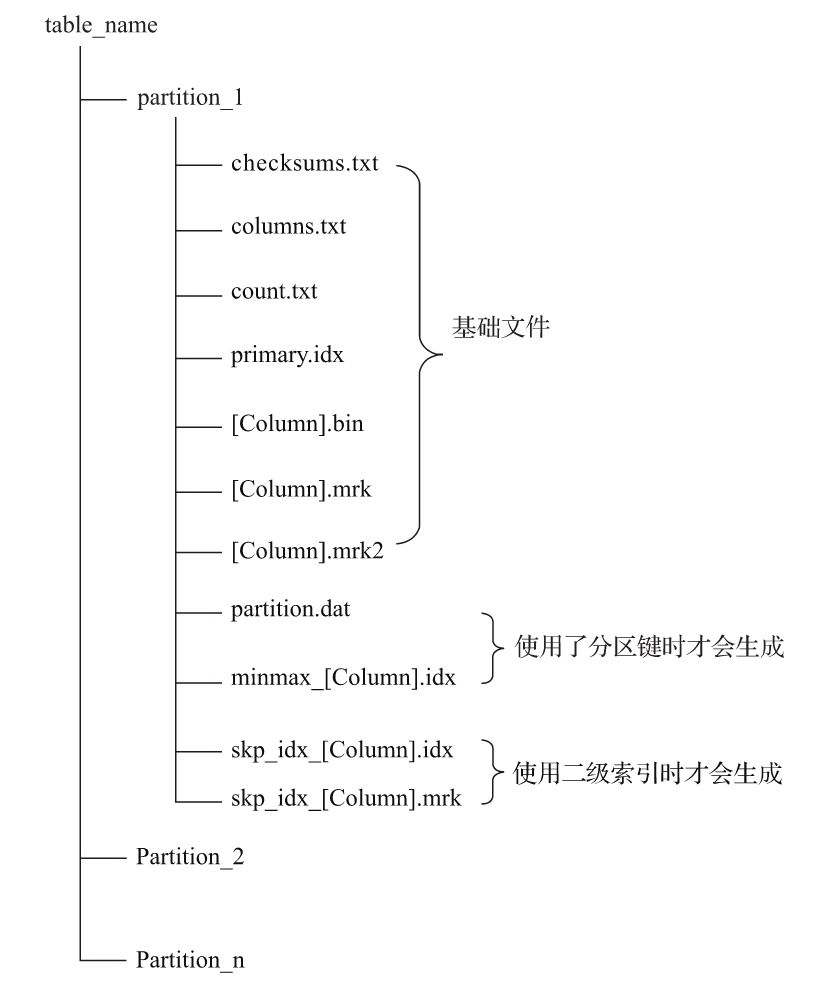 table_name
partition_1
checksums.txt
columns.txt
count.txt
基础文件
primary.idx
[Column].bin
[Column].mrk
[Column].mrk2
partition.dat
使用了分区键时才会生成
minmax_[Column].idx
skp_idx_[Column].idx
使用二级索引时才会生成
skp_idx_[Column].mrk
Partition_2
Partition_n